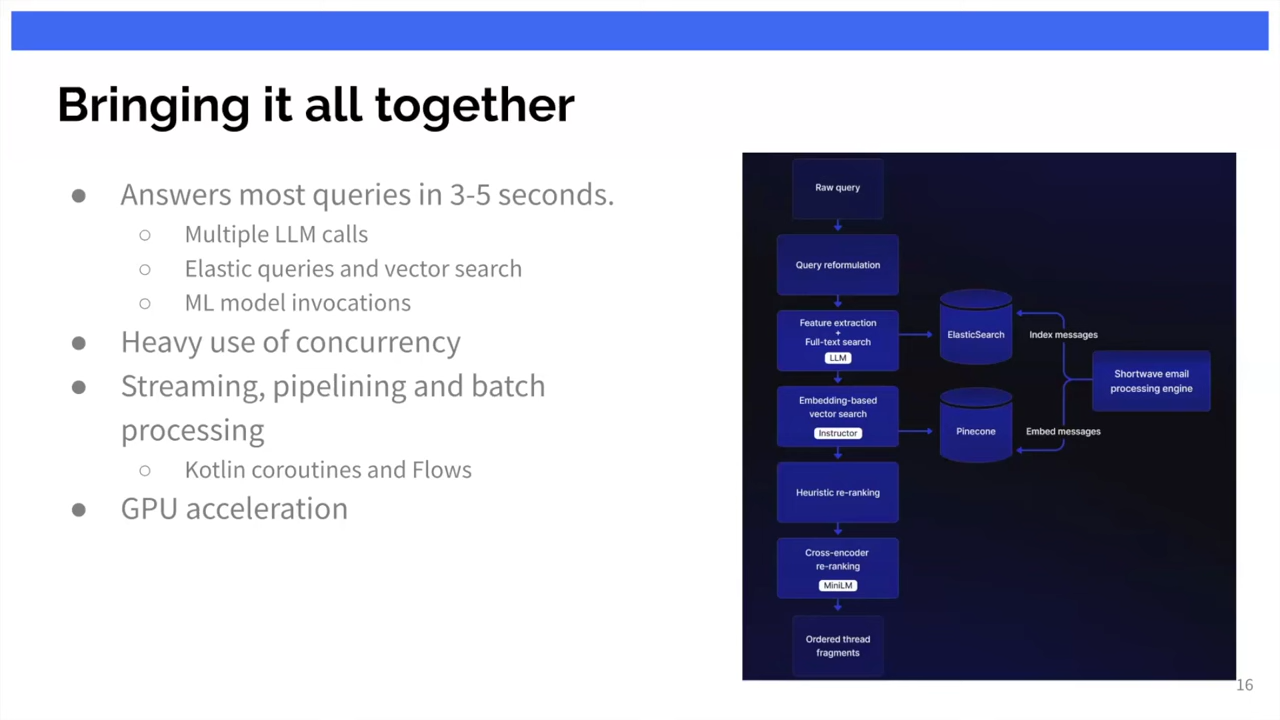 Bringing it all together
● Answers most queries in 3-5 seconds.
○ Multiple LLM calls
○ Elastic queries and vector search
○ ML model invocations
● Heavy use of concurrency
● Streaming, pipelining and batch
processing
○ Kotlin coroutines and Flows
● GPU acceleration
Raw query
Query reformulation
Feature extraction
+
Full-text search
LLM
Embedding-based
vector search
Instructor
Heuristic re-ranking
Cross-encoder
re-ranking
MiniLM
Ordered thread
fragments
ElasticSearch
Pinecone
Index messages
Embed messages
Shortwave email
processing engine
16